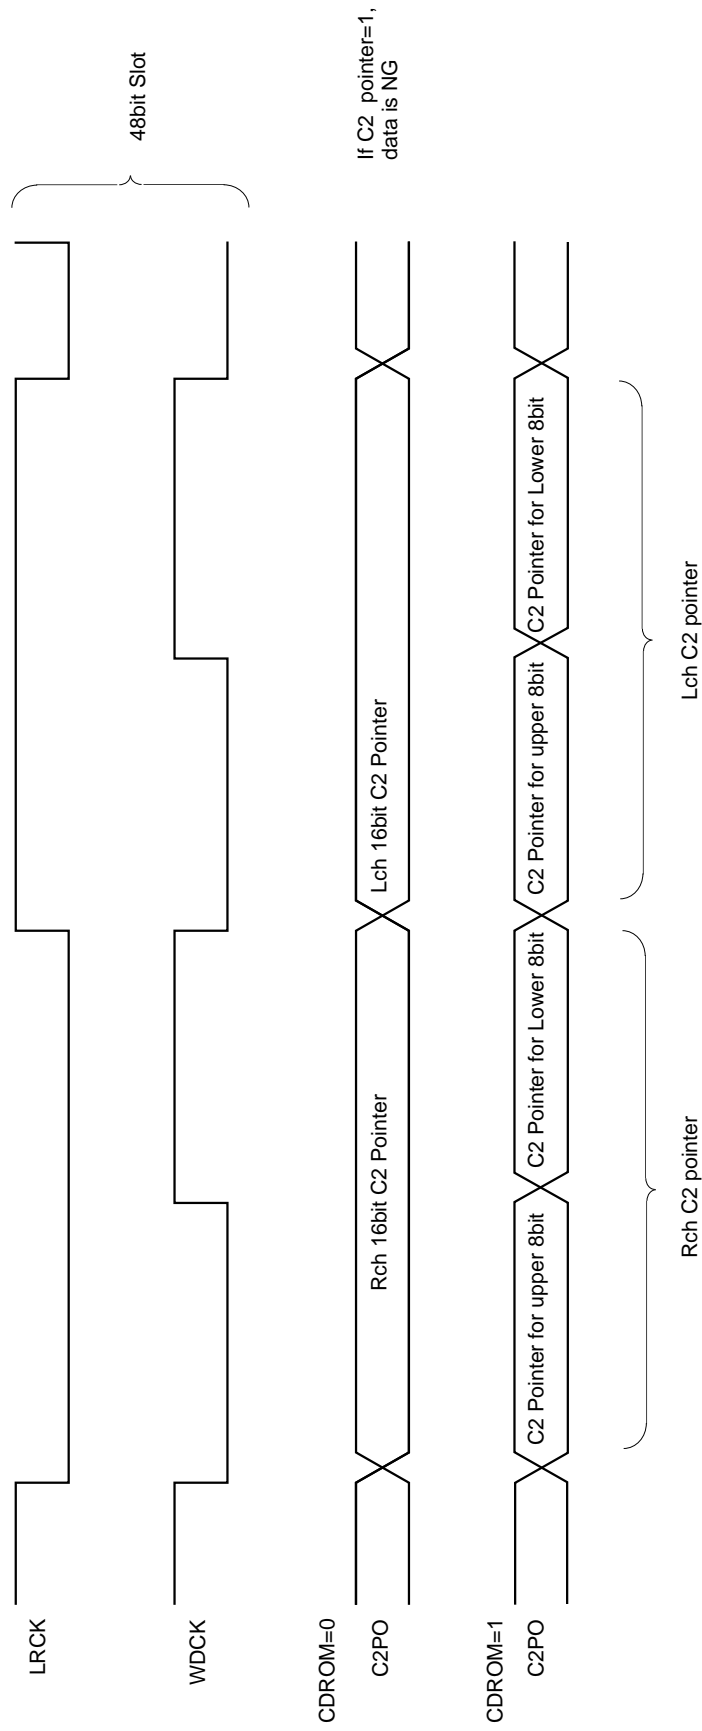 LRCK
48bit Slot
WDCK
CDROM=0
C2PO
Rch 16bit C2 Pointer
Lch 16bit C2 Pointer
If C2 pointer=1,
data is NG
CDROM=1
C2PO
C2 Pointer for upper 8bit
C2 Pointer for Lower 8bit
C2 Pointer for upper 8bit
C2 Pointer for Lower 8bit
Rch C2 pointer
Lch C2 pointer